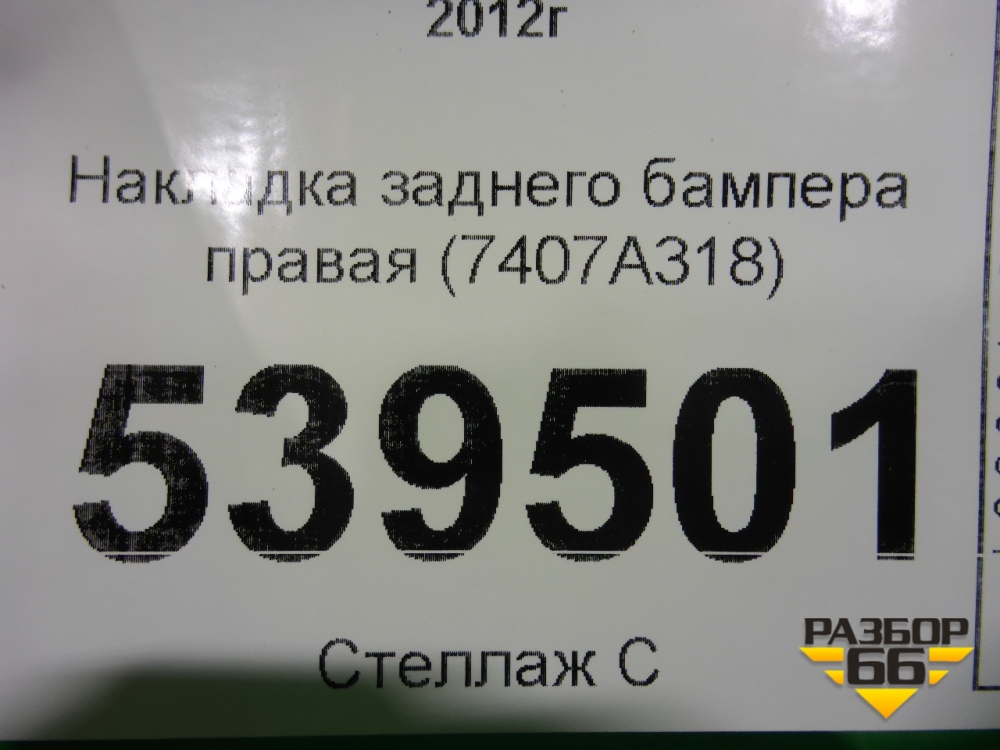 2012г
Накладка заднего бампера
правая (7407A318)
539501
Стеллаж С
РАЗБОР
66